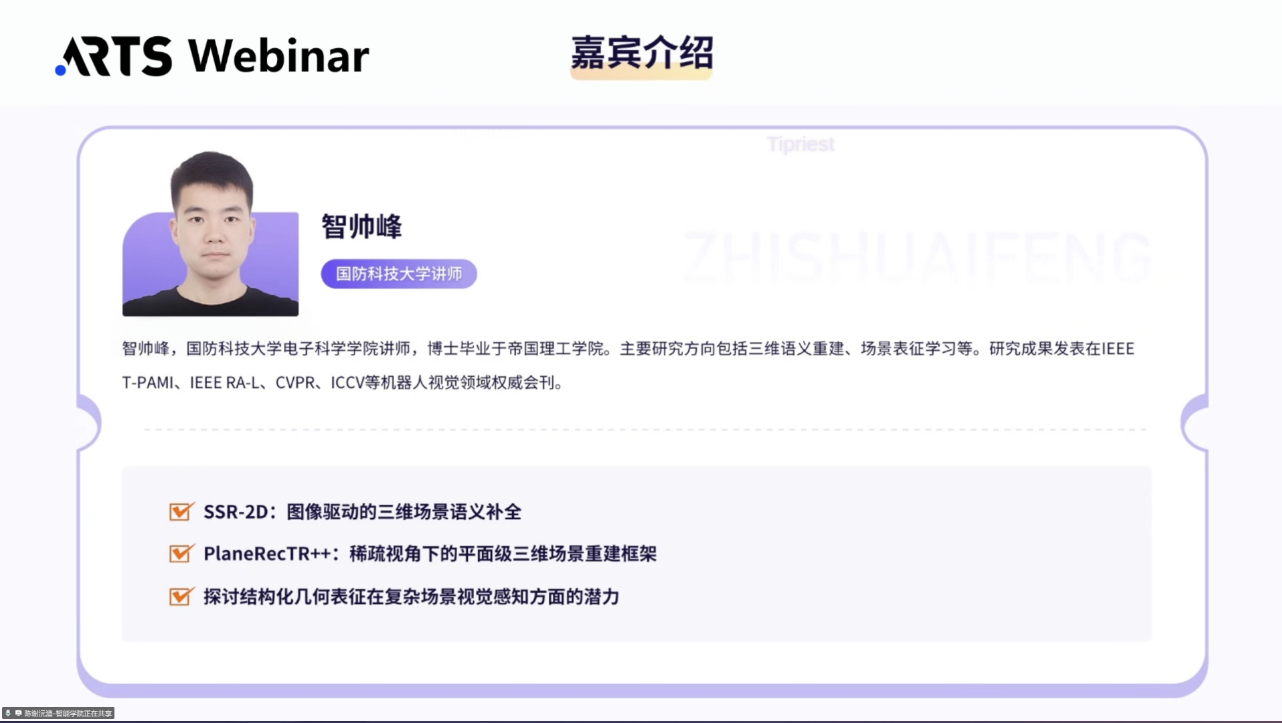 ARTS Webinar
嘉宾介绍
Tipriest
智帅峰
ZHISHUAIFENG
国防科技大学讲师
智帅峰，国防科技大学电子科学学院讲师，博士毕业于帝国理工学院。主要研究方向包括三维语义重建、场景表征学习等。研究成果发表在IEEE
T-PAMI、IEEE RA-L、CVPR、ICCV等机器人视觉领域权威会刊。
SSR-2D：图像驱动的三维场景语义补全
PlaneRecTR++：稀疏视角下的平面级三维场景重建框架
探讨结构化几何表征在复杂场景视觉感知方面的潜力
智能学院正在共享